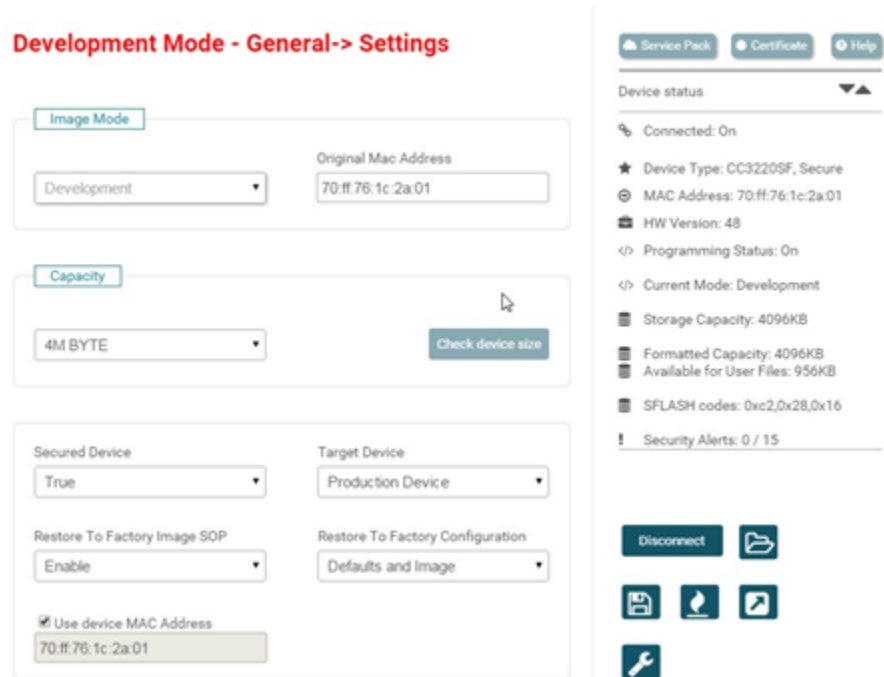 Development Mode - General-> Settings
Image Mode
Original Mac Address
Development
70:ff:76:1c:2a:01
Capacity
4M BYTE
Check device size
Secured Device
Target Device
True
Production Device
Restore To Factory Image SOP
Restore To Factory Configuration
Enable
Defaults and Image
Use device MAC Address
70:ff:76:1c:2a:01
Service Pack
Certificate
Help
Device status
Connected: On
Device Type: CC3220SF, Secure
MAC Address: 70:ff:76:1c:2a:01
HW Version: 48
Programming Status: On
Current Mode: Development
Storage Capacity: 4096KB
Formatted Capacity: 4096KB
Available for User Files: 956KB
SFLASH codes: 0xc2,0x28,0x16
Security Alerts: 0 / 15
Disconnect